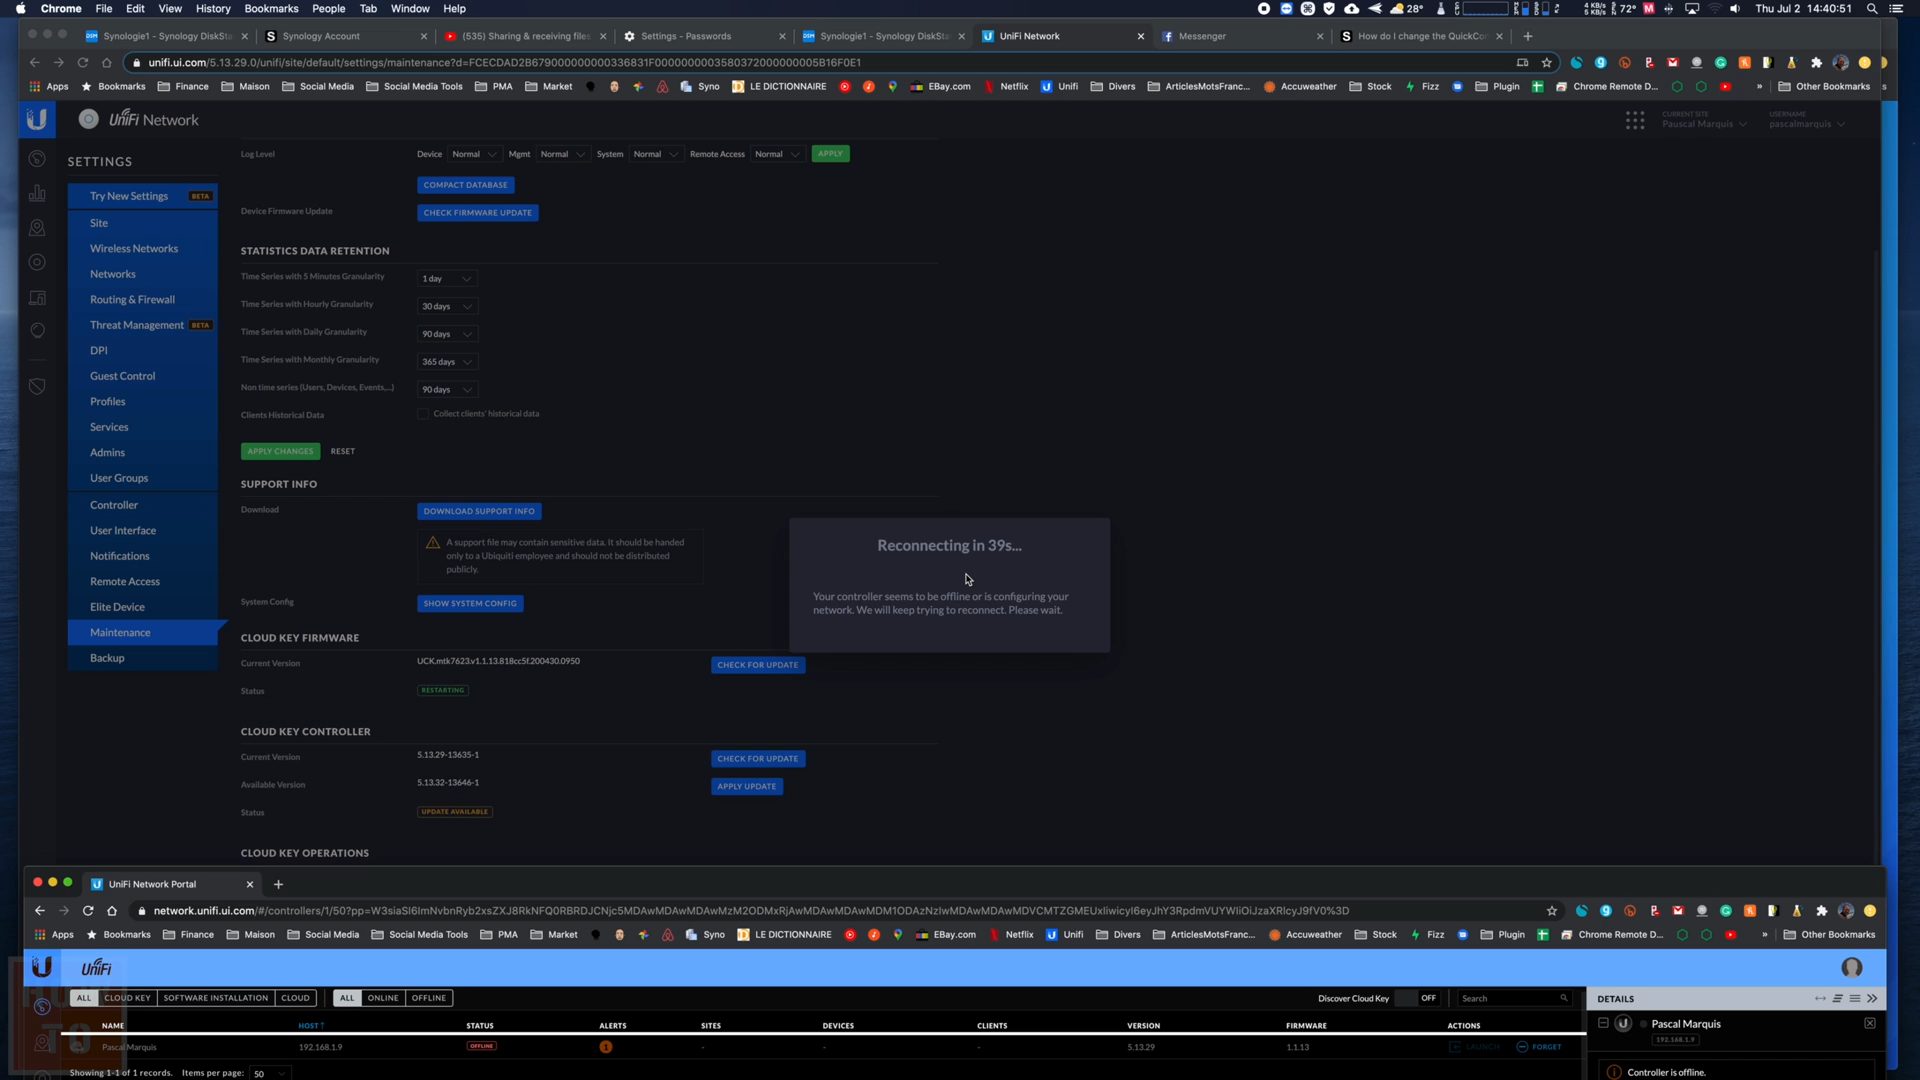 Chrome File Edit View History Bookmarks People Tab Window Help 28° 4 KB/s 5 KB/s 72° Thu Jul 2 14:40:51
Synologie1 - Synology DiskSta Synology Account (535) Sharing & receiving files Settings - Passwords Synologie1 - Synology DiskSta UniFi Network Messenger How do I change the QuickCon
unifi.ui.com/5.13.29.0/unifi/site/default/settings/maintenance?d=FCECDAD2B6790000000000336831F0000000003580372000000005B16F0E1
Apps Bookmarks Finance Maison Social Media Social Media Tools PMA Market Syno LE DICTIONNAIRE EBay.com Netflix Unifi Divers ArticlesMotsFranc... Accuweather Stock Fizz Plugin Chrome Remote D... » Other Bookmarks
UniFi Network
CURRENT SITE
Pauscal Marquis
USERNAME
pascalmarquis
SETTINGS
Try New Settings BETA
Site
Wireless Networks
Networks
Routing & Firewall
Threat Management BETA
DPI
Guest Control
Profiles
Services
Admins
User Groups
Controller
User Interface
Notifications
Remote Access
Elite Device
Maintenance
Backup
Log Level Device Normal Mgmt Normal System Normal Remote Access Normal APPLY
COMPACT DATABASE
Device Firmware Update CHECK FIRMWARE UPDATE
STATISTICS DATA RETENTION
Time Series with 5 Minutes Granularity 1 day
Time Series with Hourly Granularity 30 days
Time Series with Daily Granularity 90 days
Time Series with Monthly Granularity 365 days
Non time series (Users, Devices, Events,...) 90 days
Clients Historical Data Collect clients' historical data
APPLY CHANGES RESET
SUPPORT INFO
Download DOWNLOAD SUPPORT INFO
A support file may contain sensitive data. It should be handed
only to a Ubiquiti employee and should not be distributed
publicly.
System Config SHOW SYSTEM CONFIG
Reconnecting in 39s...
Your controller seems to be offline or is configuring your
network. We will keep trying to reconnect. Please wait.
CLOUD KEY FIRMWARE
Current Version UCK.mtk7623.v1.1.13.818cc5f.200430.0950 CHECK FOR UPDATE
Status RESTARTING
CLOUD KEY CONTROLLER
Current Version 5.13.29-13635-1 CHECK FOR UPDATE
Available Version 5.13.32-13646-1 APPLY UPDATE
Status UPDATE AVAILABLE
CLOUD KEY OPERATIONS
UniFi Network Portal
Apps Bookmarks Finance Maison Social Media Social Media Tools PMA Market Syno LE DICTIONNAIRE EBay.com Netflix Unifi Divers ArticlesMotsFranc... Accuweather Stock Fizz Plugin Chrome Remote D... » Other Bookmarks
UniFi
ALL CLOUD KEY SOFTWARE INSTALLATION CLOUD ALL ONLINE OFFLINE Discover Cloud Key OFF Search DETAILS
NAME HOST ↑ STATUS ALERTS SITES DEVICES CLIENTS VERSION FIRMWARE ACTIONS
Pascal Marquis 192.168.1.9 OFFLINE 1 - - - 5.13.29 1.1.13 LAUNCH FORGET
Pascal Marquis
192.168.1.9
Showing 1-1 of 1 records. Items per page: 50
Controller is offline.